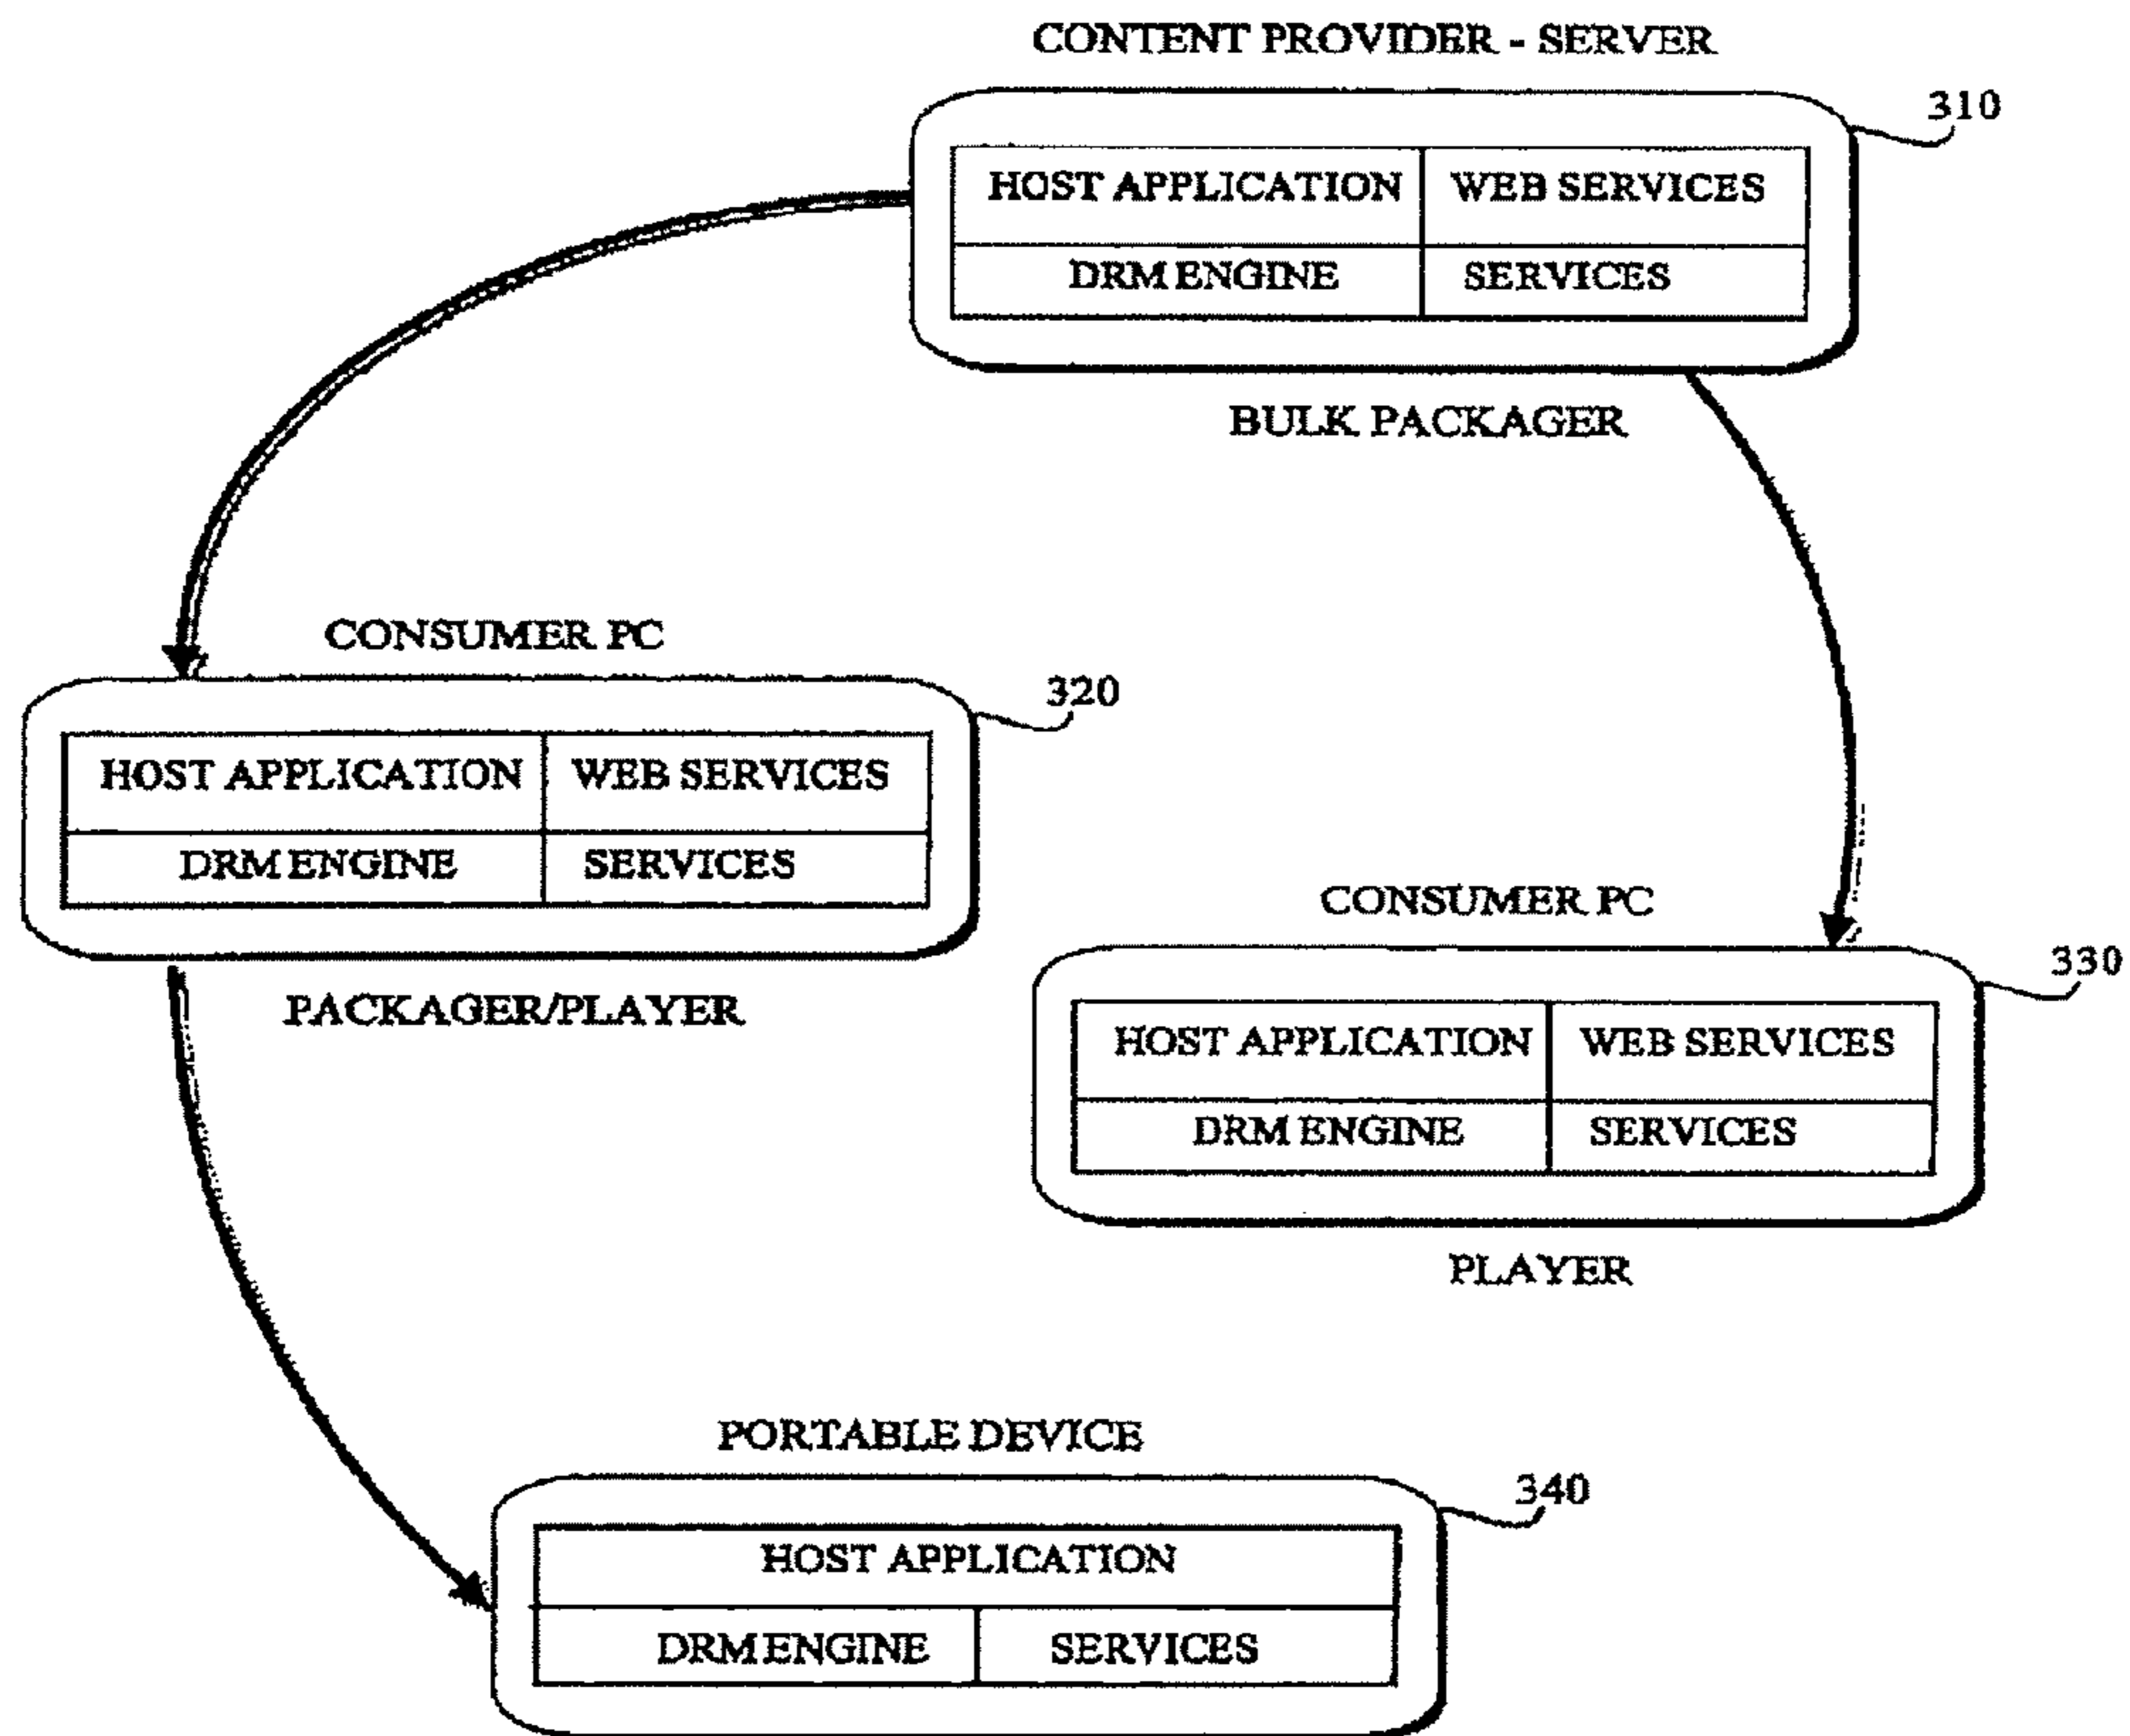 CONTENT PROVIDER - SERVER
310
HOST APPLICATION WEB SERVICES
DRM ENGINE SERVICES
BULK PACKAGER
CONSUMER PC
320
HOST APPLICATION WEB SERVICES
DRM ENGINE SERVICES
PACKAGER/PLAYER
CONSUMER PC
330
HOST APPLICATION WEB SERVICES
DRM ENGINE SERVICES
PLAYER
PORTABLE DEVICE
340
HOST APPLICATION
DRM ENGINE SERVICES